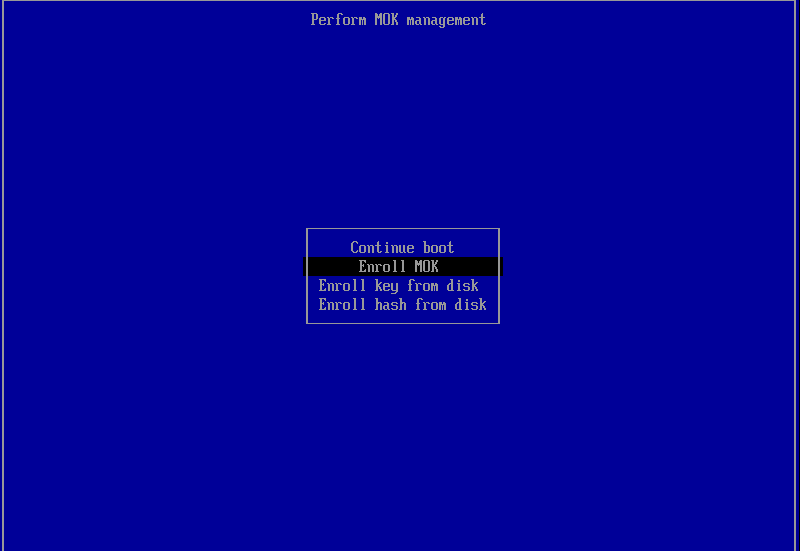 Perform MOK management
Continue boot
Enroll MOK
Enroll key from disk
Enroll hash from disk